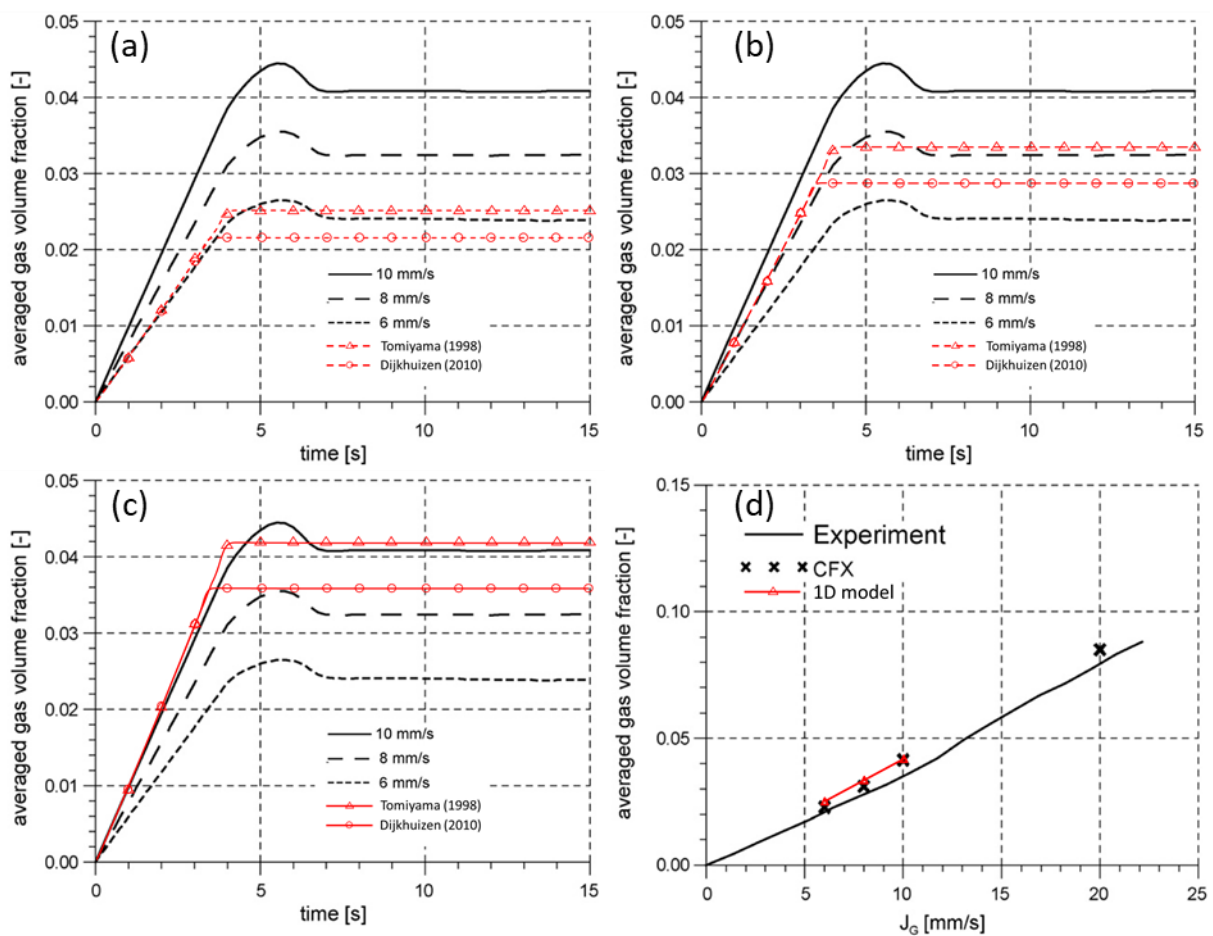 (a)
averaged gas volume fraction [-]
0.05
0.04
0.03
0.02
0.01
0.00
10 mm/s
8 mm/s
6 mm/s
Tomiyama (1998)
Dijkhuizen (2010)
0 5 10 15
time [s]
(b)
averaged gas volume fraction [-]
0.05
0.04
0.03
0.02
0.01
0.00
10 mm/s
8 mm/s
6 mm/s
Tomiyama (1998)
Dijkhuizen (2010)
0 5 10 15
time [s]
(c)
averaged gas volume fraction [-]
0.05
0.04
0.03
0.02
0.01
0.00
10 mm/s
8 mm/s
6 mm/s
Tomiyama (1998)
Dijkhuizen (2010)
0 5 10 15
time [s]
(d)
averaged gas volume fraction [-]
0.15
0.10
0.05
0.00
Experiment
CFX
1D model
0 5 10 15 20 25
J_G [mm/s]